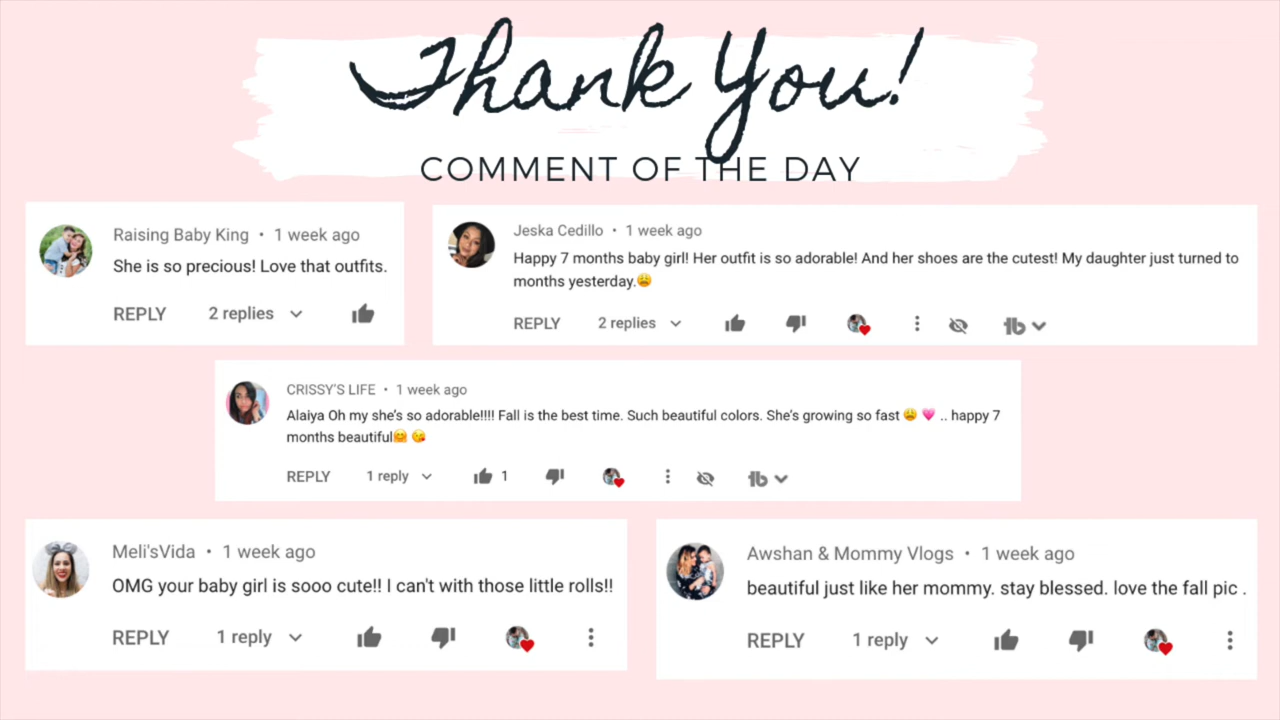 Thank You!
COMMENT OF THE DAY
Raising Baby King • 1 week ago
She is so precious! Love that outfits.
REPLY 2 replies
Jeska Cedillo • 1 week ago
Happy 7 months baby girl! Her outfit is so adorable! And her shoes are the cutest! My daughter just turned to
months yesterday.😩
REPLY 2 replies
CRISSY'S LIFE • 1 week ago
Alaiya Oh my she's so adorable!!!! Fall is the best time. Such beautiful colors. She's growing so fast 😩 💗 .. happy 7
months beautiful🤗 😘
REPLY 1 reply 1
Meli'sVida • 1 week ago
OMG your baby girl is sooo cute!! I can't with those little rolls!!
REPLY 1 reply
Awshan & Mommy Vlogs • 1 week ago
beautiful just like her mommy. stay blessed. love the fall pic .
REPLY 1 reply